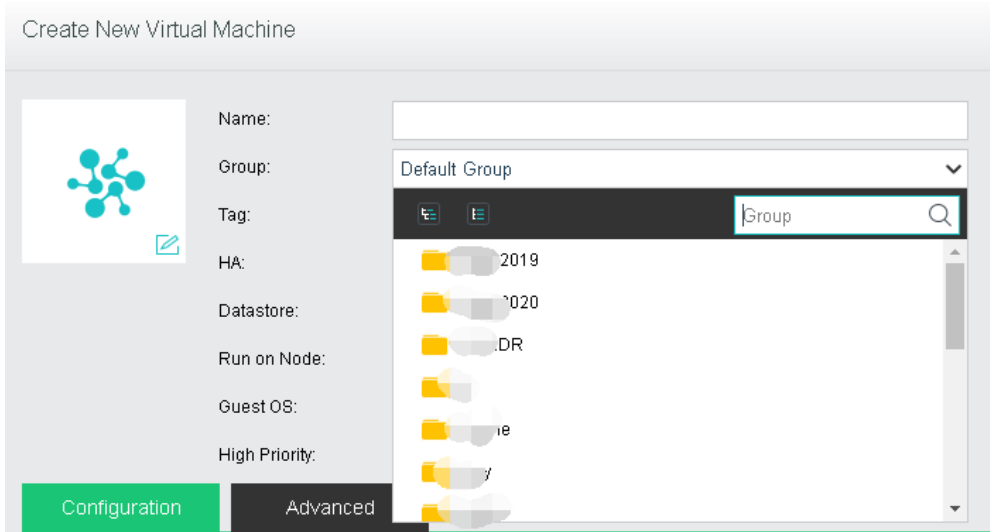 Create New Virtual Machine
Name:
Group:
Default Group
Tag:
Group
HA:
2019
Datastore:
2020
DR
Run on Node:
Guest OS:
High Priority:
Configuration
Advanced